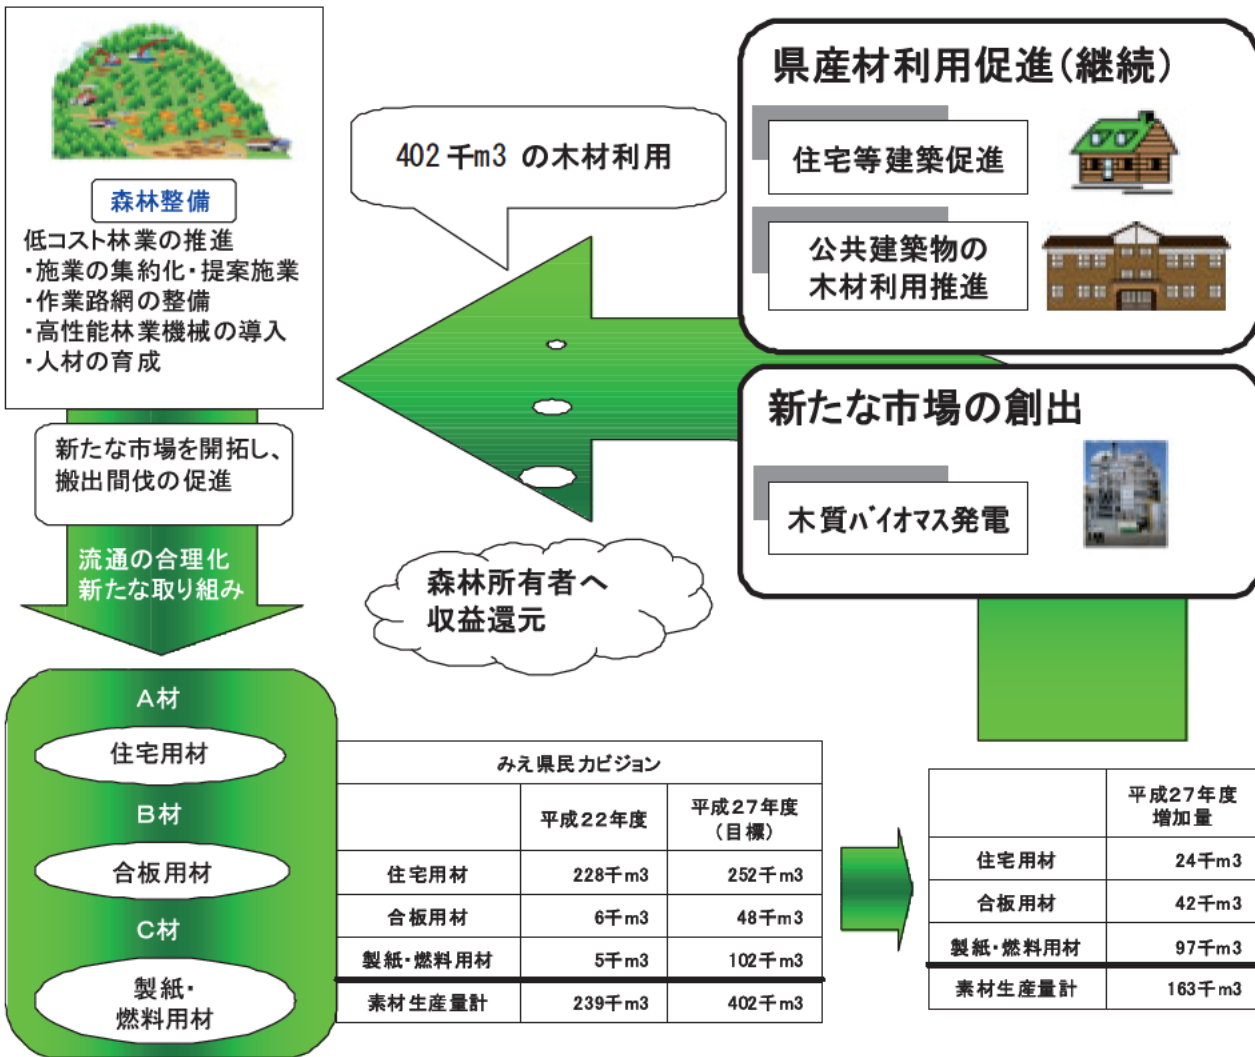 県産材利用促進(継続)
住宅等建築促進
公共建築物の
木材利用推進
402千m3 の木材利用
森林整備
低コスト林業の推進
・施業の集約化・提案施業
・作業路網の整備
・高性能林業機械の導入
・人材の育成
新たな市場を開拓し、
搬出間伐の促進
流通の合理化
新たな取り組み
新たな市場の創出
木質バイオマス発電
森林所有者へ
収益還元
A材
住宅用材
B材
合板用材
C材
製紙・
燃料用材
みえ県民力ビジョン
平成22年度 平成27年度
(目標)
住宅用材 228千m3 252千m3
合板用材 6千m3 48千m3
製紙・燃料用材 5千m3 102千m3
素材生産量計 239千m3 402千m3
平成27年度
増加量
住宅用材 24千m3
合板用材 42千m3
製紙・燃料用材 97千m3
素材生産量計 163千m3